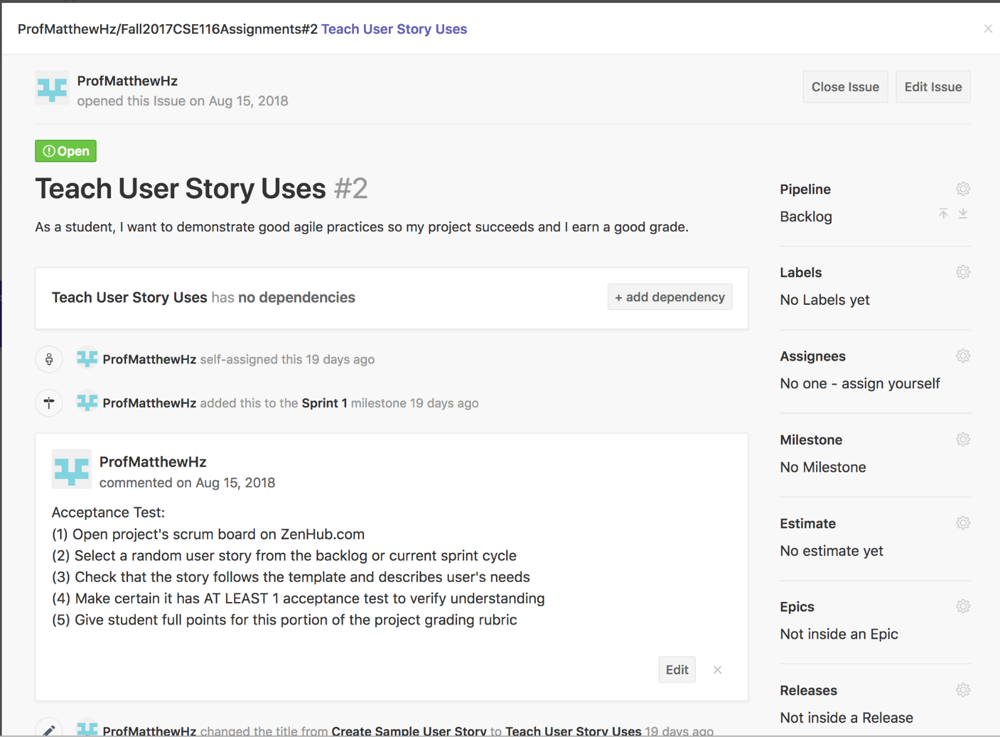 ProfMatthewHz/Fall2017CSE116Assignments#2 Teach User Story Uses
ProfMatthewHz
opened this Issue on Aug 15, 2018
Close Issue
Edit Issue
Open
Teach User Story Uses #2
As a student, I want to demonstrate good agile practices so my project succeeds and I earn a good grade.
Teach User Story Uses has no dependencies
+ add dependency
ProfMatthewHz self-assigned this 19 days ago
ProfMatthewHz added this to the Sprint 1 milestone 19 days ago
ProfMatthewHz
commented on Aug 15, 2018
Acceptance Test:
(1) Open project's scrum board on ZenHub.com
(2) Select a random user story from the backlog or current sprint cycle
(3) Check that the story follows the template and describes user's needs
(4) Make certain it has AT LEAST 1 acceptance test to verify understanding
(5) Give student full points for this portion of the project grading rubric
Edit
ProfMatthewHz changed the title from Create Sample User Story to Teach User Story Uses 19 days ago
Pipeline
Backlog
Labels
No Labels yet
Assignees
No one - assign yourself
Milestone
No Milestone
Estimate
No estimate yet
Epics
Not inside an Epic
Releases
Not inside a Release